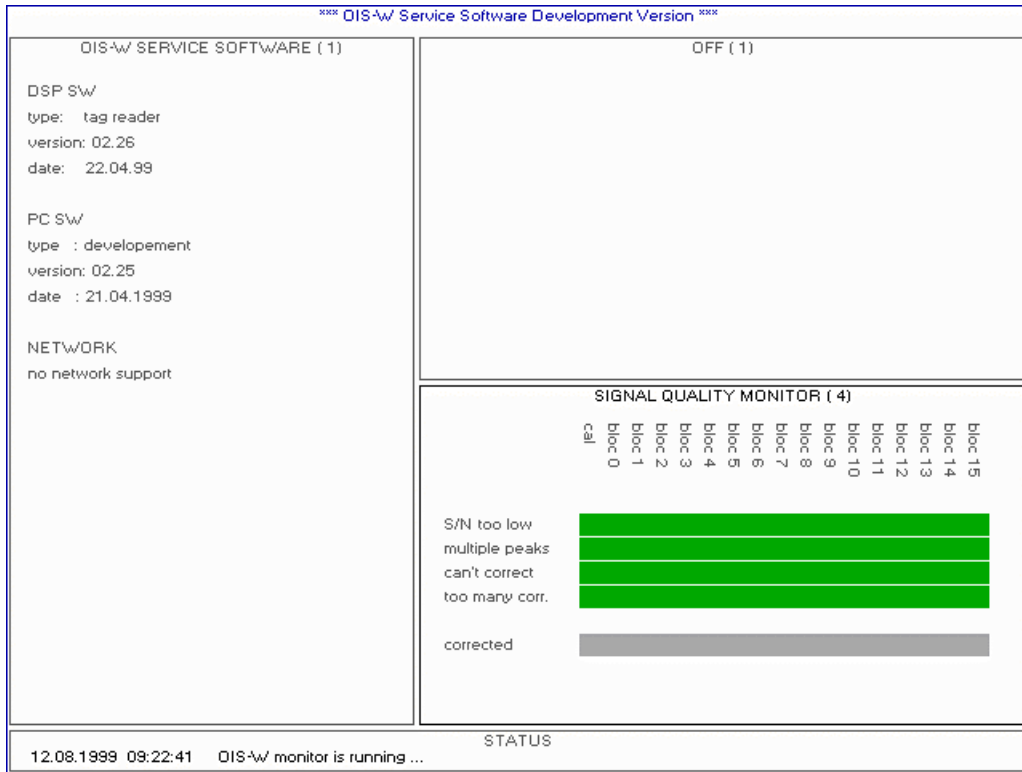 *** OIS-W Service Software Development Version ***
OIS-W SERVICE SOFTWARE ( 1 )
DSP SW
type: tag reader
version: 02.26
date: 22.04.99
PC SW
type : developement
version: 02.25
date : 21.04.1999
NETWORK
no network support
OFF ( 1 )
SIGNAL QUALITY MONITOR ( 4 )
cal
bloc 0
bloc 1
bloc 2
bloc 3
bloc 4
bloc 5
bloc 6
bloc 7
bloc 8
bloc 9
bloc 10
bloc 11
bloc 12
bloc 13
bloc 14
bloc 15
S/N too low
multiple peaks
can't correct
too many corr.
corrected
STATUS
12.08.1999 09:22:41 OIS-W monitor is running ...